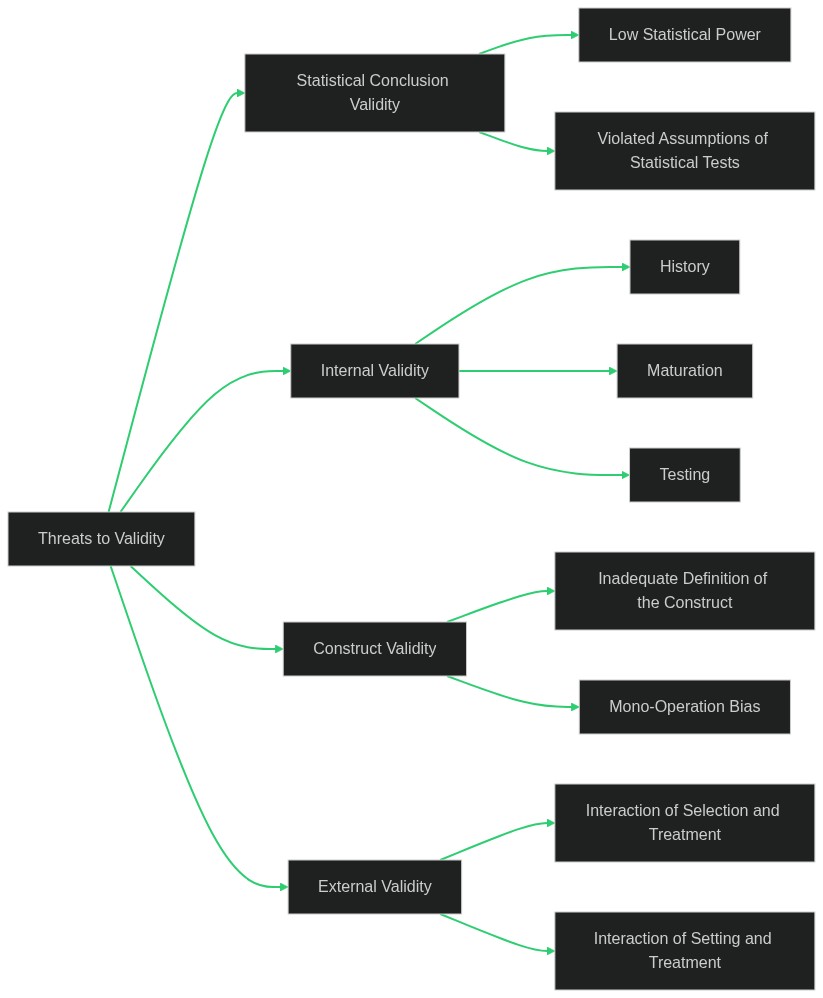 Threats to Validity
Statistical Conclusion
Validity
Low Statistical Power
Violated Assumptions of
Statistical Tests
Internal Validity
History
Maturation
Testing
Construct Validity
Inadequate Definition of
the Construct
Mono-Operation Bias
External Validity
Interaction of Selection and
Treatment
Interaction of Setting and
Treatment